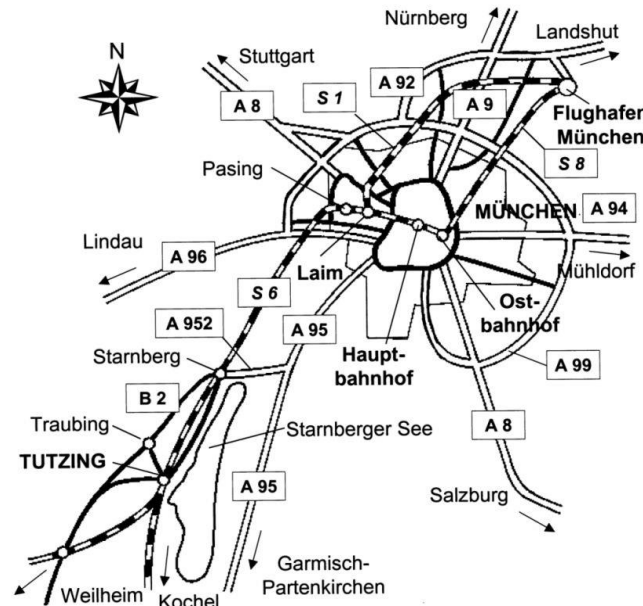 Nürnberg
Landshut
N
Stuttgart
A 92
S 1
A 9
A 8
Flughafen
München
S 8
Pasing
MÜNCHEN
A 94
Lindau
A 96
Laim
Mühldorf
S 6
Ost-
bahnhof
A 952
A 95
Haupt-
bahnhof
Starnberg
A 99
B 2
Traubing
Starnberger See
A 8
TUTZING
A 95
Salzburg
Garmisch-
Partenkirchen
Weilheim
Kochel